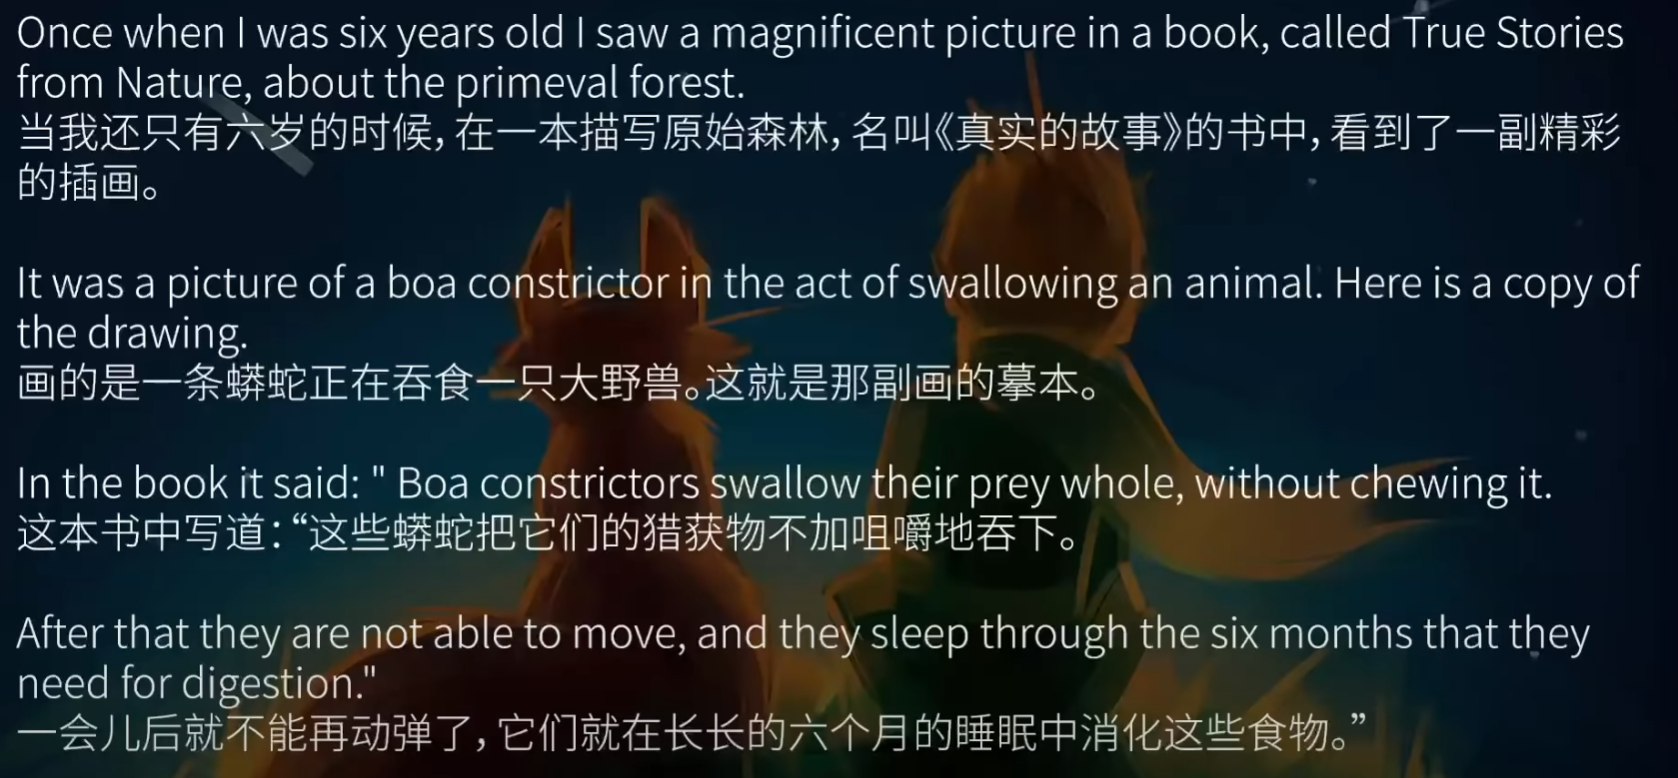 Once when I was six years old I saw a magnificent picture in a book, called True Stories
from Nature, about the primeval forest.
当我还只有六岁的时候，在一本描写原始森林，名叫《真实的故事》的书中，看到了一副精彩
的插画。
It was a picture of a boa constrictor in the act of swallowing an animal. Here is a copy of
the drawing.
画的是一条蟒蛇正在吞食一只大野兽。这就是那副画的摹本。
In the book it said: " Boa constrictors swallow their prey whole, without chewing it.
这本书中写道：“这些蟒蛇把它们的猎获物不加咀嚼地吞下。
After that they are not able to move, and they sleep through the six months that they
need for digestion."
一会儿后就不能再动弹了，它们就在长长的六个月的睡眠中消化这些食物。”